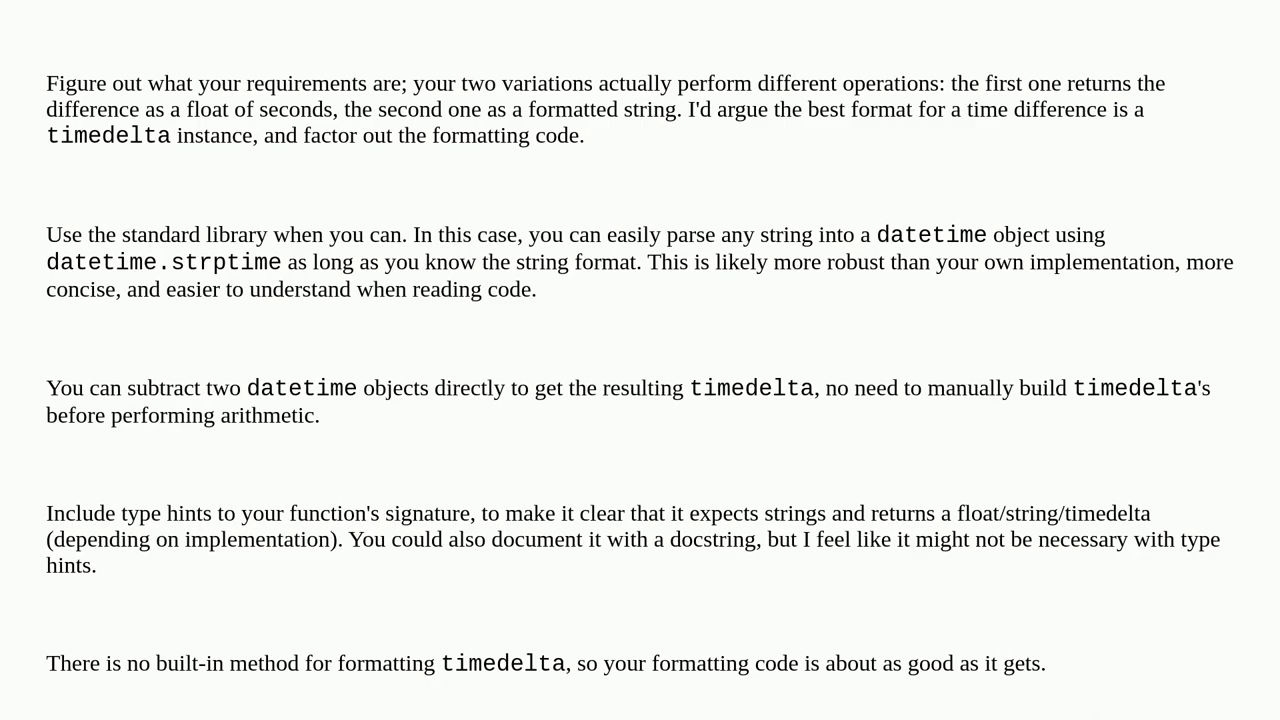 Figure out what your requirements are; your two variations actually perform different operations: the first one returns the
difference as a float of seconds, the second one as a formatted string. I'd argue the best format for a time difference is a
timedelta instance, and factor out the formatting code.
Use the standard library when you can. In this case, you can easily parse any string into a datetime object using
datetime.strptime as long as you know the string format. This is likely more robust than your own implementation, more
concise, and easier to understand when reading code.
You can subtract two datetime objects directly to get the resulting timedelta, no need to manually build timedelta's
before performing arithmetic.
Include type hints to your function's signature, to make it clear that it expects strings and returns a float/string/timedelta
(depending on implementation). You could also document it with a docstring, but I feel like it might not be necessary with type
hints.
There is no built-in method for formatting timedelta, so your formatting code is about as good as it gets.